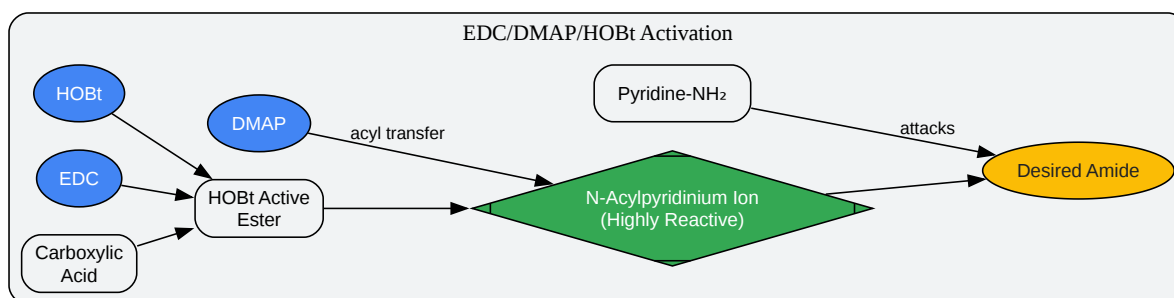 EDC/DMAP/HOBt Activation
HOBt
EDC
Carboxylic
Acid
HOBt Active
Ester
DMAP
acyl transfer
N-Acylpyridinium Ion
(Highly Reactive)
Pyridine-NH₂
attacks
Desired Amide